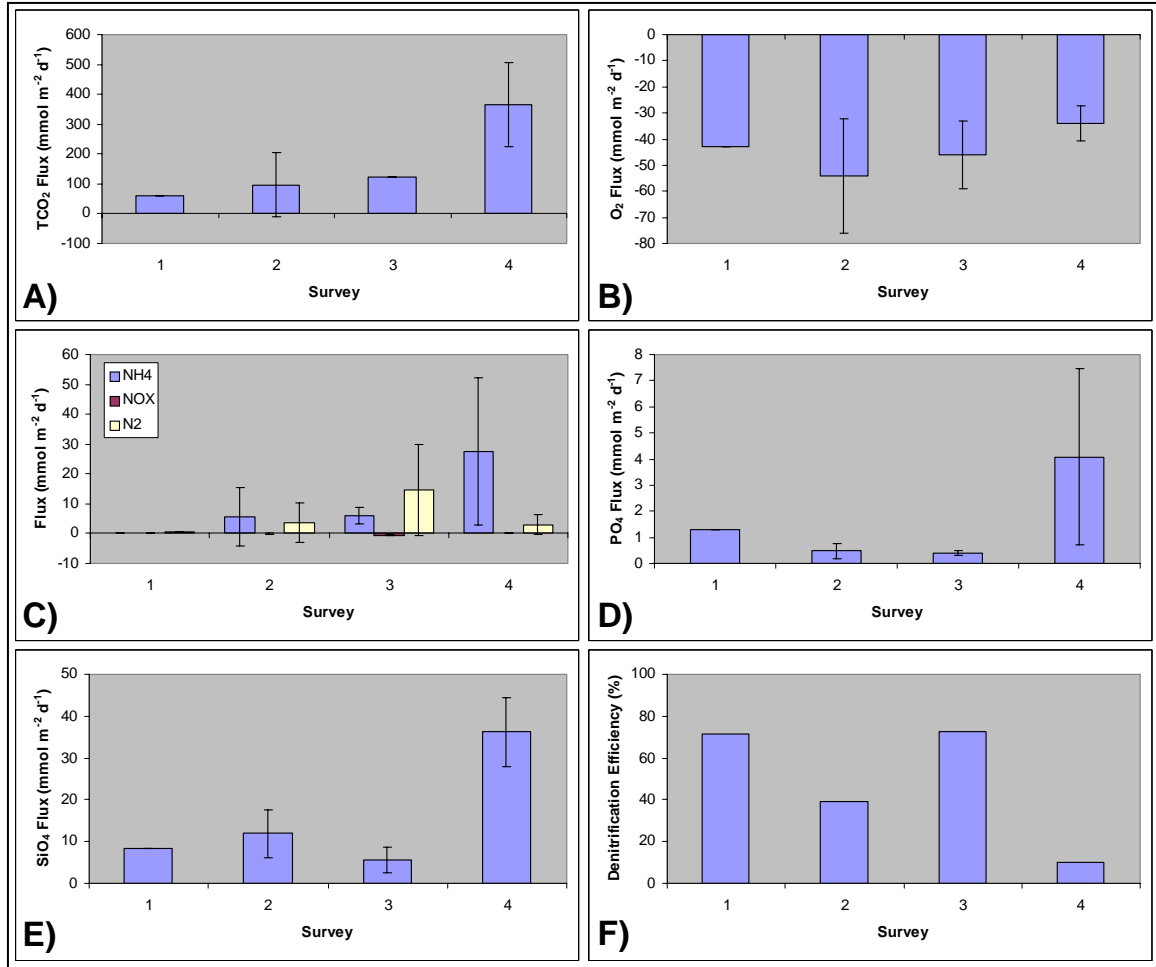 600
500
400
300
200
100
0
-100
TCO₂ Flux (mmol m⁻² d⁻¹)
1 2 3 4
Survey
A)
0
-10
-20
-30
-40
-50
-60
-70
-80
O₂ Flux (mmol m⁻² d⁻¹)
1 2 3 4
Survey
B)
60
50
40
30
20
10
0
-10
Flux (mmol m⁻² d⁻¹)
NH4
NOX
N2
1 2 3 4
Survey
C)
8
7
6
5
4
3
2
1
0
PO₄ Flux (mmol m⁻² d⁻¹)
1 2 3 4
Survey
D)
50
40
30
20
10
0
SiO₄ Flux (mmol m⁻² d⁻¹)
1 2 3 4
Survey
E)
100
80
60
40
20
0
Denitrification Efficiency (%)
1 2 3 4
Survey
F)